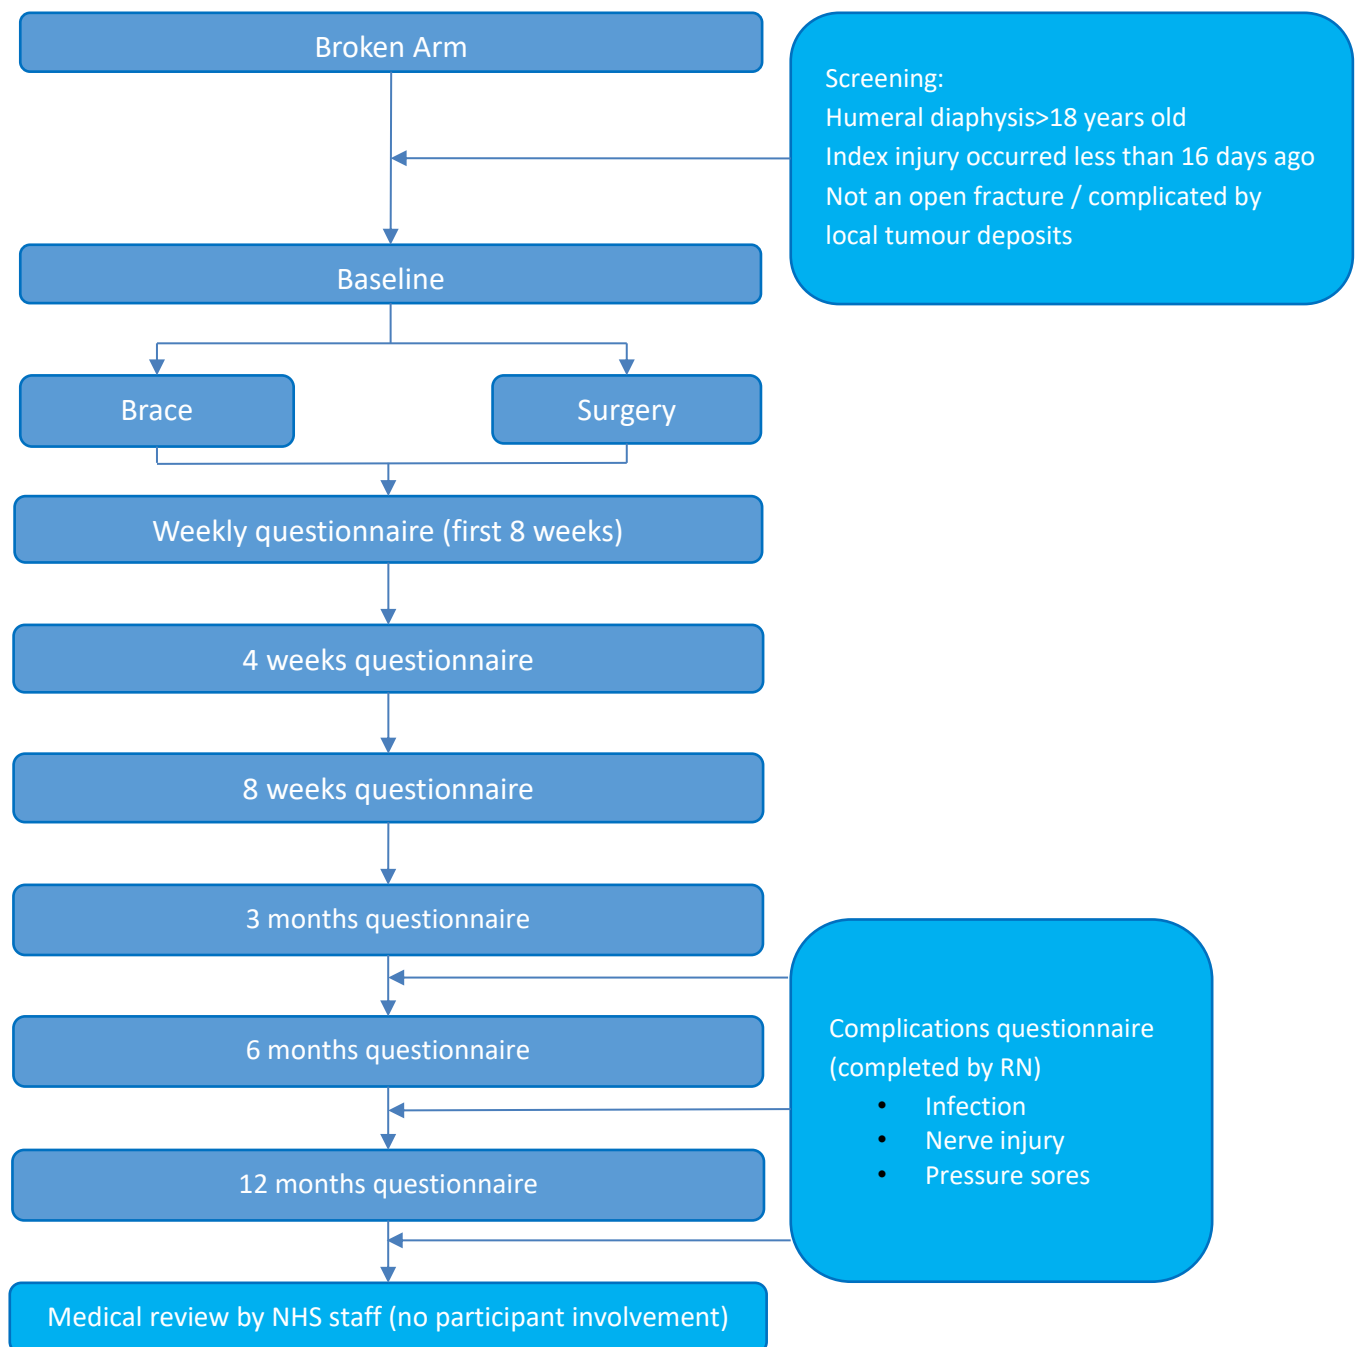 Broken Arm
Screening:
Humeral diaphysis>18 years old
Index injury occurred less than 16 days ago
Not an open fracture / complicated by
local tumour deposits
Baseline
Brace
Surgery
Weekly questionnaire (first 8 weeks)
4 weeks questionnaire
8 weeks questionnaire
3 months questionnaire
6 months questionnaire
12 months questionnaire
Complications questionnaire
(completed by RN)
• Infection
• Nerve injury
• Pressure sores
Medical review by NHS staff (no participant involvement)